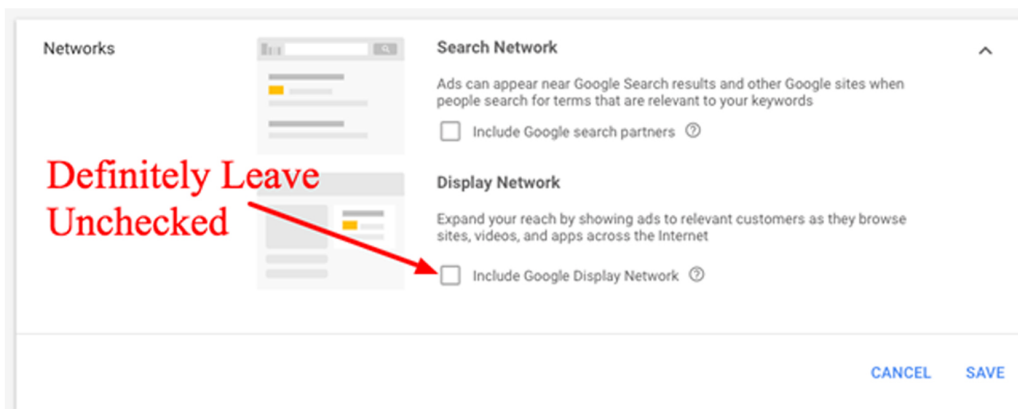 Networks
Search Network
Ads can appear near Google Search results and other Google sites when
people search for terms that are relevant to your keywords
Include Google search partners
Definitely Leave
Unchecked
Display Network
Expand your reach by showing ads to relevant customers as they browse
sites, videos, and apps across the Internet
Include Google Display Network
CANCEL SAVE